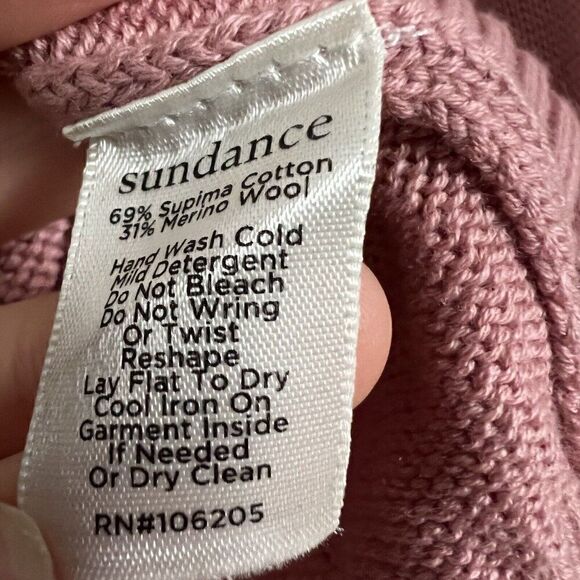 sundance
69% Supima Cotton
31% Merino Wool
Hand Wash Cold
Mild Detergent
Do Not Bleach
Do Not Wring
Or Twist
Reshape
Lay Flat To Dry
Cool Iron On
Garment Inside
If Needed
Or Dry Clean
RN#106205